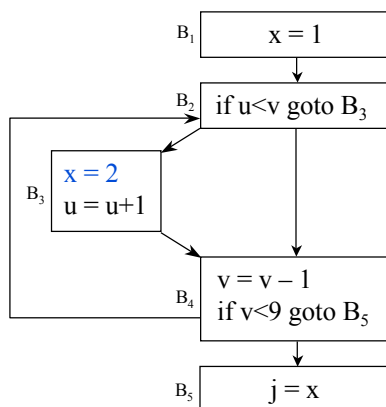 B1
x = 1
B2
if u<v goto B3
B3
x = 2
u = u+1
B4
v = v – 1
if v<9 goto B5
B5
j = x